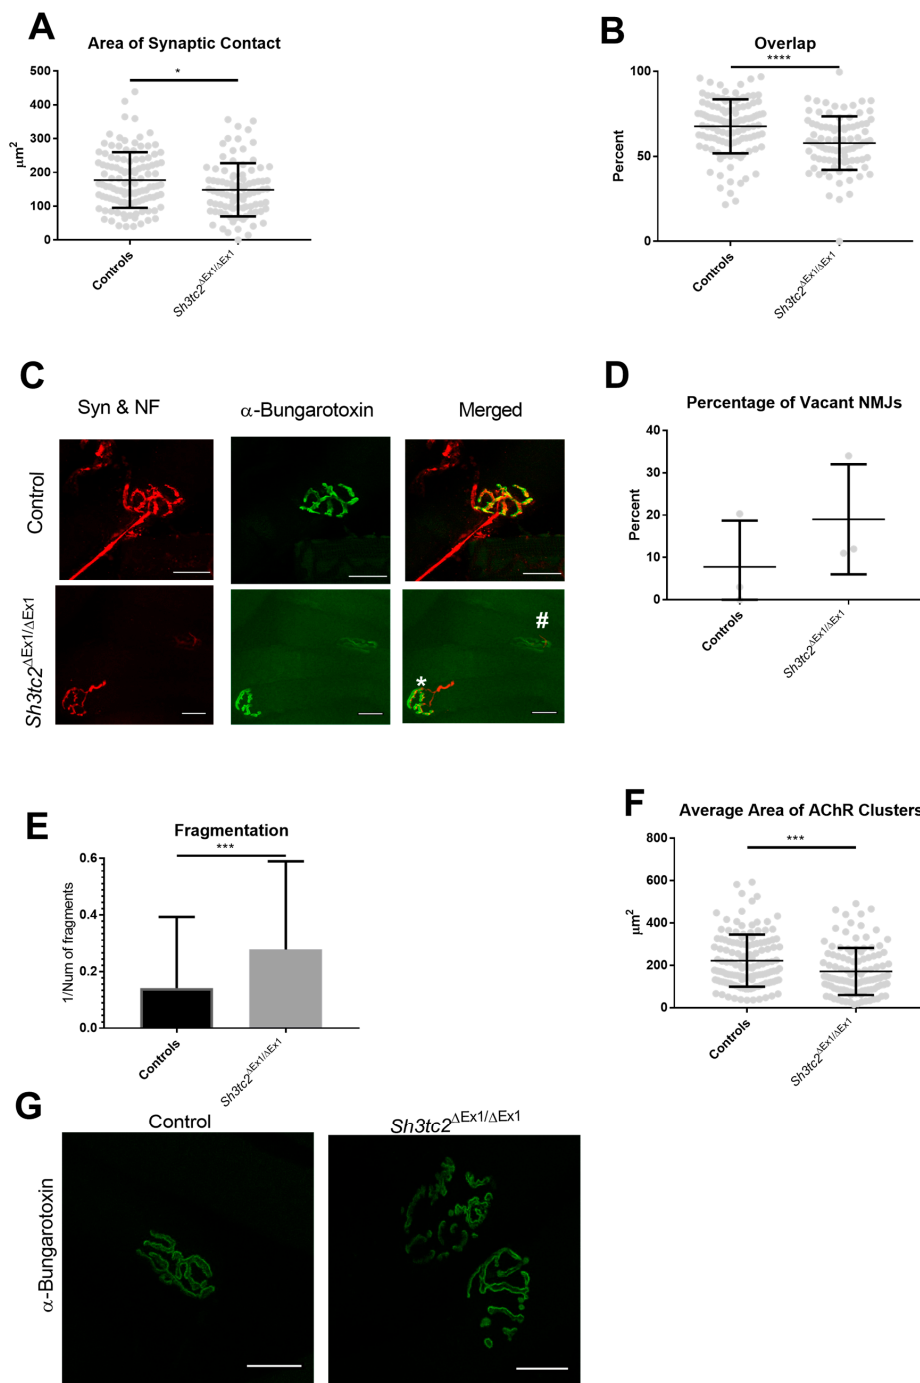 A
Area of Synaptic Contact
500
400
300
200
100
0
μm²
*
Controls
Sh3tc2ΔEx1/ΔEx1
B
Overlap
****
100
50
0
Percent
Controls
Sh3tc2ΔEx1/ΔEx1
C
Syn & NF
α-Bungarotoxin
Merged
Control
Sh3tc2ΔEx1/ΔEx1
#
*
D
Percentage of Vacant NMJs
40
30
20
10
0
Percent
Controls
Sh3tc2ΔEx1/ΔEx1
E
Fragmentation
***
0.6
0.4
0.2
0.0
1/Num of fragments
Controls
Sh3tc2ΔEx1/ΔEx1
F
Average Area of AChR Clusters
800
600
400
200
0
μm²
***
Controls
Sh3tc2ΔEx1/ΔEx1
G
Control
Sh3tc2ΔEx1/ΔEx1
α-Bungarotoxin